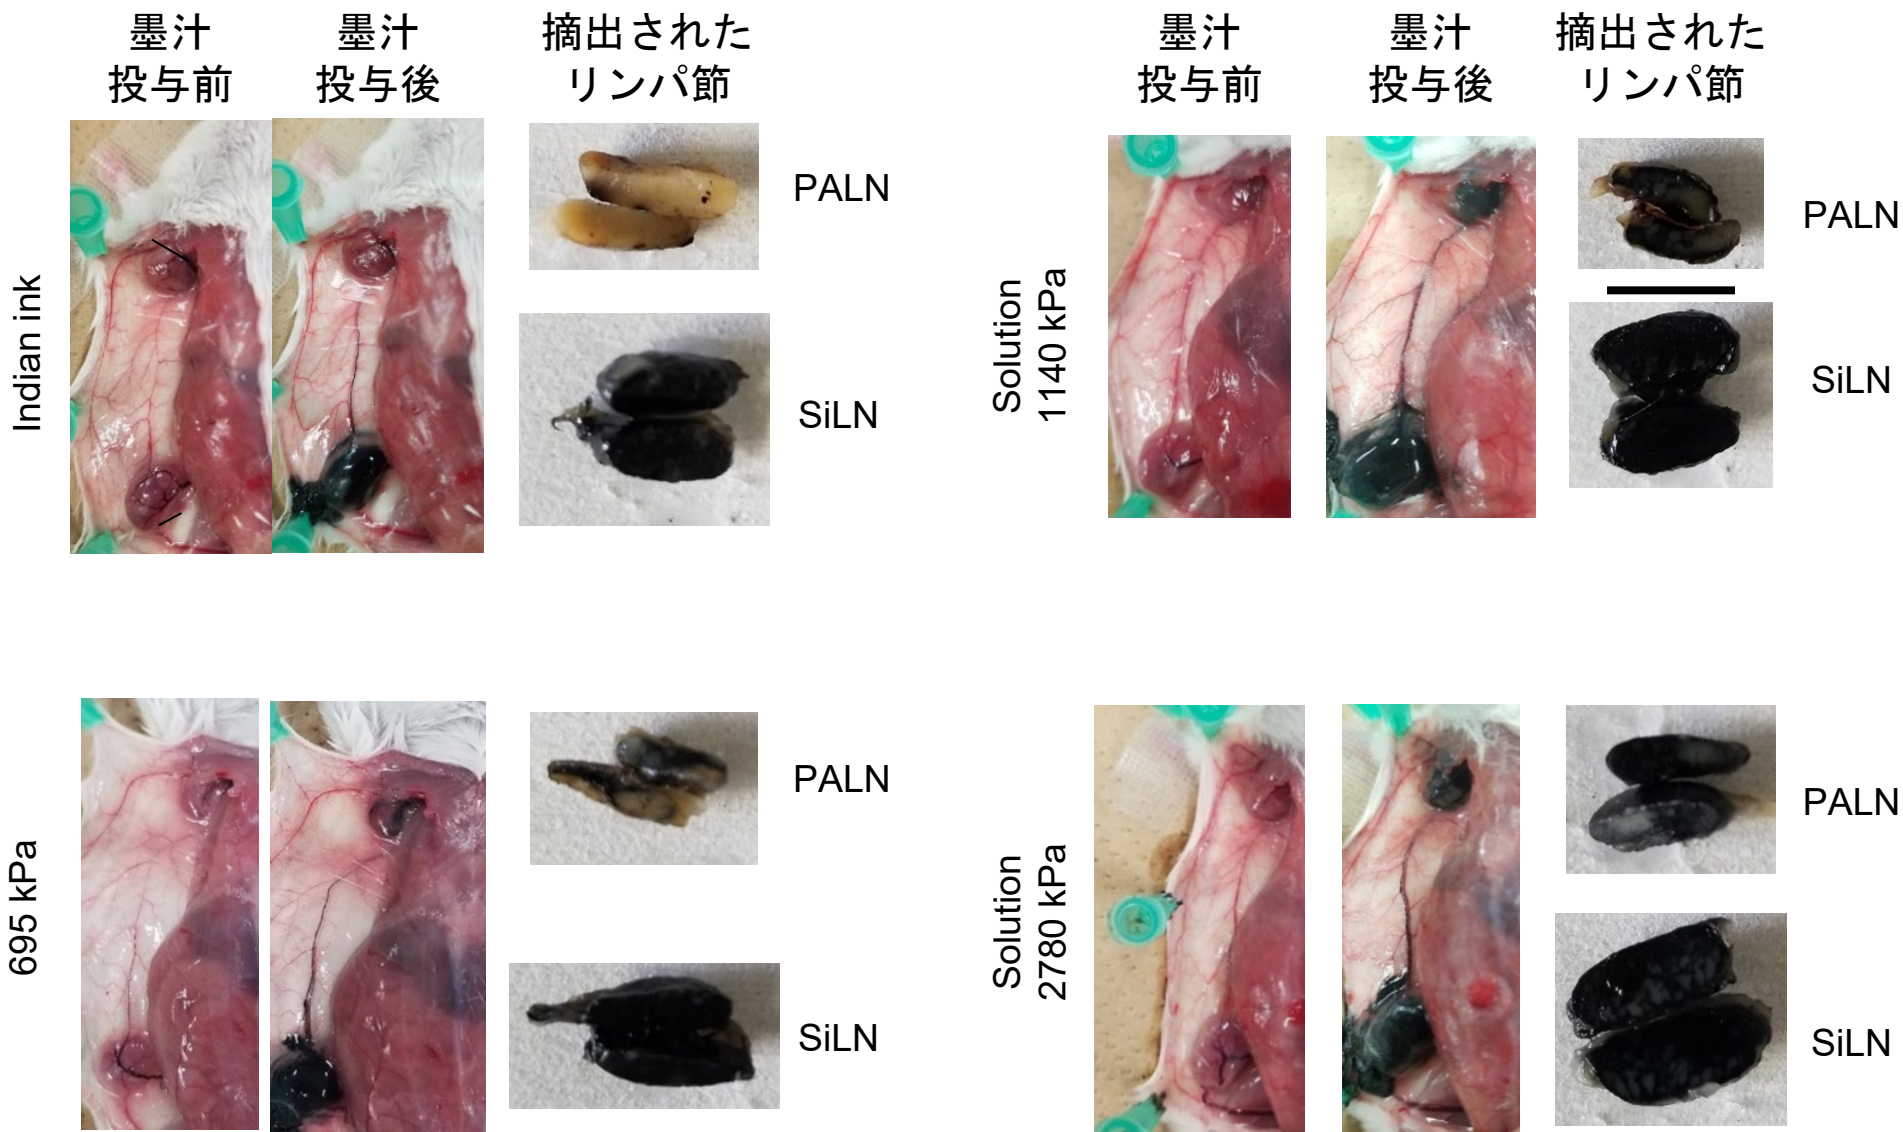 墨汁
投与前
墨汁
投与後
摘出された
リンパ節
Indian ink
PALN
SiLN
墨汁
投与前
墨汁
投与後
摘出された
リンパ節
Solution
1140 kPa
PALN
SiLN
695 kPa
PALN
SiLN
Solution
2780 kPa
PALN
SiLN